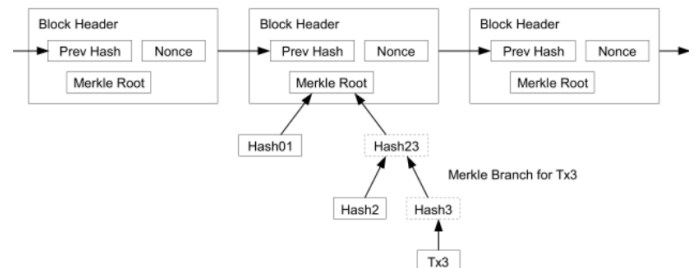 Block Header
Block Header
Block Header
Prev Hash
Nonce
Prev Hash
Nonce
Prev Hash
Nonce
Merkle Root
Merkle Root
Merkle Root
Hash01
Hash23
Merkle Branch for Tx3
Hash2
Hash3
Tx3